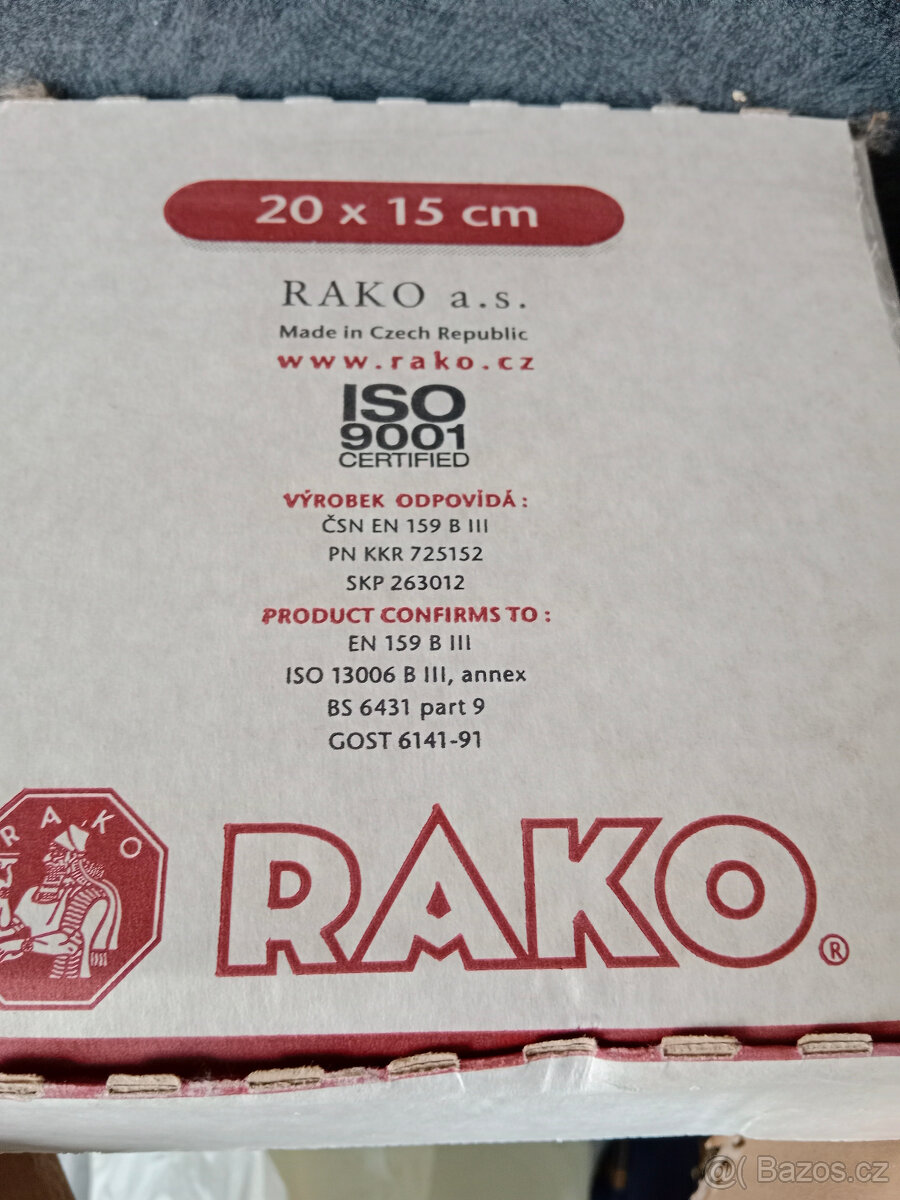 20 x 15 cm
RAKO a.s.
Made in Czech Republic
www.rako.cz
ISO
9001
CERTIFIED
VÝROBEK ODPOVÍDÁ :
ČSN EN 159 B III
PN KKR 725152
SKP 263012
PRODUCT CONFIRMS TO :
EN 159 B III
ISO 13006 B III, annex
BS 6431 part 9
GOST 6141-91
RAKO
RAKO®
Bazos.cz